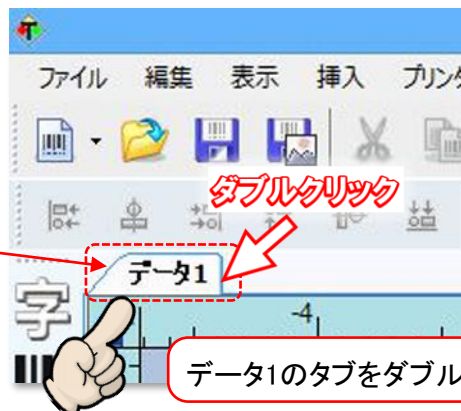 ファイル 編集 表示 挿入 プリンタ
ダブルクリック
データ1
字
-4
データ1のタブをダブル